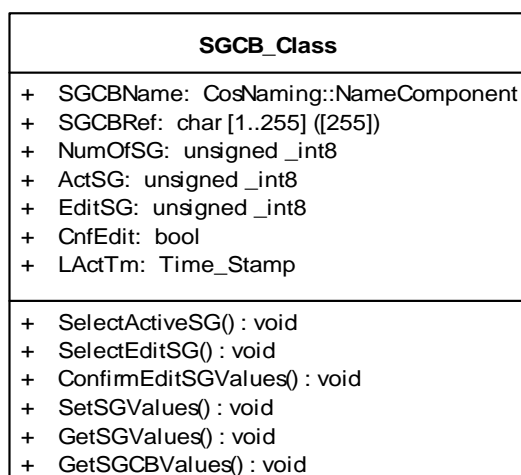 SGCB_Class
+ SGCBName: CosNaming::NameComponent
+ SGCBRef: char [1..255] ([255])
+ NumOfSG: unsigned _int8
+ ActSG: unsigned _int8
+ EditSG: unsigned _int8
+ CnfEdit: bool
+ LActTm: Time_Stamp
+ SelectActiveSG() : void
+ SelectEditSG() : void
+ ConfirmEditSGValues() : void
+ SetSGValues() : void
+ GetSGValues() : void
+ GetSGCBValues() : void